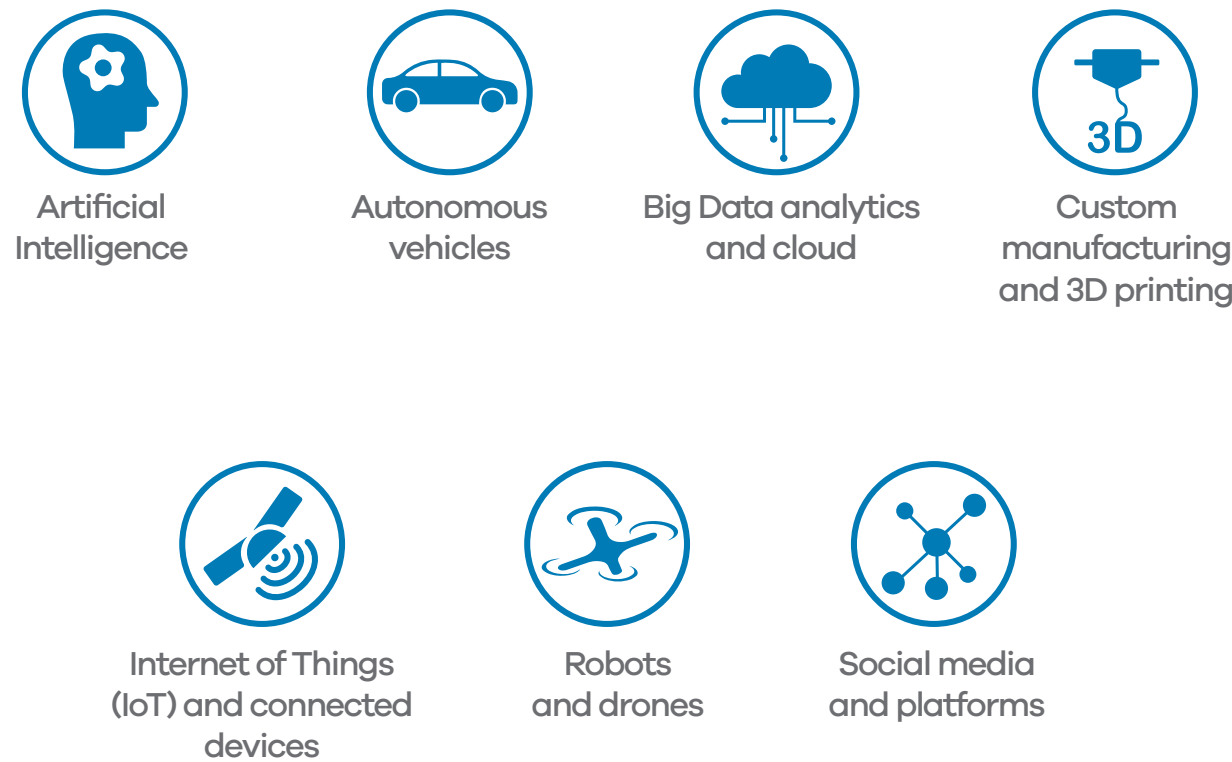 3D
Artificial
Intelligence
Autonomous
vehicles
Big Data analytics
and cloud
Custom
manufacturing
and 3D printing
Internet of Things
(IoT) and connected
devices
Robots
and drones
Social media
and platforms